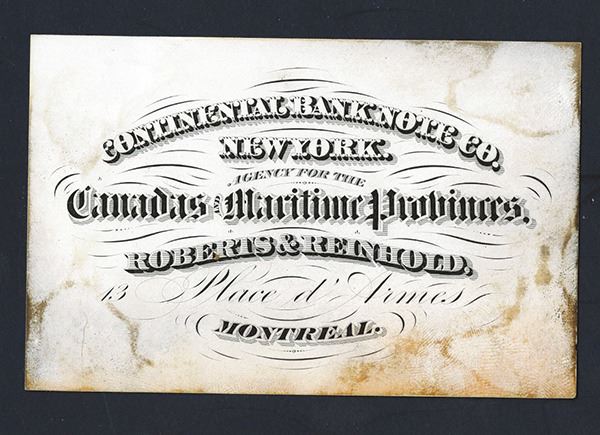 CONTINENTAL BANK NOTE CO.
NEW YORK.
AGENCY FOR THE
Canadas AND Maritime Provinces,
ROBERTS & REINHOLD,
13 Place d'Armes
MONTREAL.